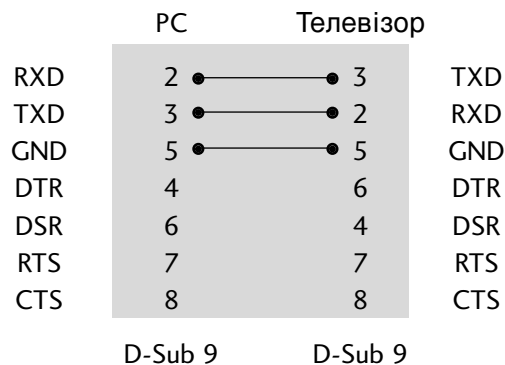 PC Телевізор
RXD 2 3 TXD
TXD 3 2 RXD
GND 5 5 GND
DTR 4 6 DTR
DSR 6 4 DSR
RTS 7 7 RTS
CTS 8 8 CTS
D-Sub 9 D-Sub 9